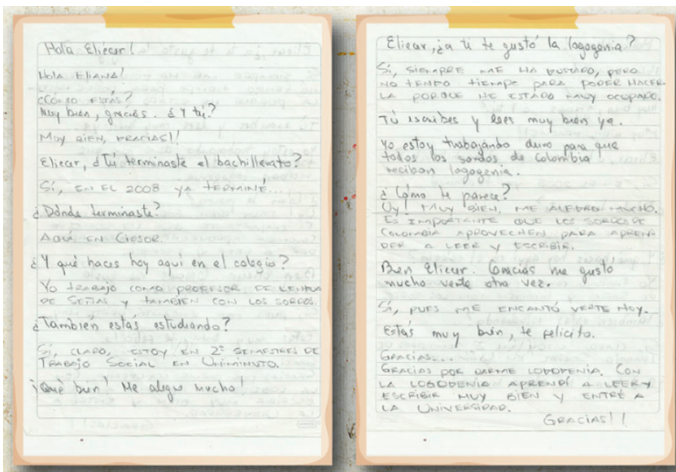 Hola Eliecer!
HOLA ELIANA!
¿CÓMO ESTÁS?
Muy bien, gracias. ¿Y tú?
MUY BIEN, GRACIAS!!
Eliecer, ¿Tú terminaste el bachillerato?
SÍ, EN EL 2008 YA TERMINÉ
¿Dónde terminaste?
AQUÍ EN CIESOR
¿Y qué haces hoy aquí en el colegio?
YO TRABAJO COMO PROFESOR DE LENGUA
DE SEÑAS Y TAMBIÉN CON LOS SORDOS.
¿También estás estudiando?
SÍ, CLARO, ESTOY EN 2º SEMESTRES DE
TRABAJO SOCIAL EN UNIMINUTO.
¡Qué bien! Me alegro mucho!
Eliecer, ¿a ti te gustó la logogenia?
SÍ, SIEMPRE ME HA GUSTADO, PERO
NO TENGO TIEMPO PARA PODER HACER
LA PORQUE HE ESTADO MUY OCUPADO.
Tú escribes y lees muy bien ya.
Yo estoy trabajando duro para que
todos los sordos de Colombia
reciban logogenia.
¿Cómo te parece?
UY! MUY BIEN, ME ALEGRO MUCHO.
ES IMPORTANTE QUE LOS SORDOS DE
COLOMBIA APROVECHEN PARA APREN
DER A LEER Y ESCRIBIR.
Bien Eliecer. Gracias me gusto
mucho verte otra vez.
SÍ, PUES ME ENCANTÓ VERTE HOY.
Estás muy bien, te felicito.
GRACIAS...
GRACIAS POR DARME LOGOGENIA. CON
LA LOGOGENIA APRENDÍ A LEER Y
ESCRIBIR MUY BIEN Y ENTRÉ A
LA UNIVERSIDAD.
GRACIAS!!